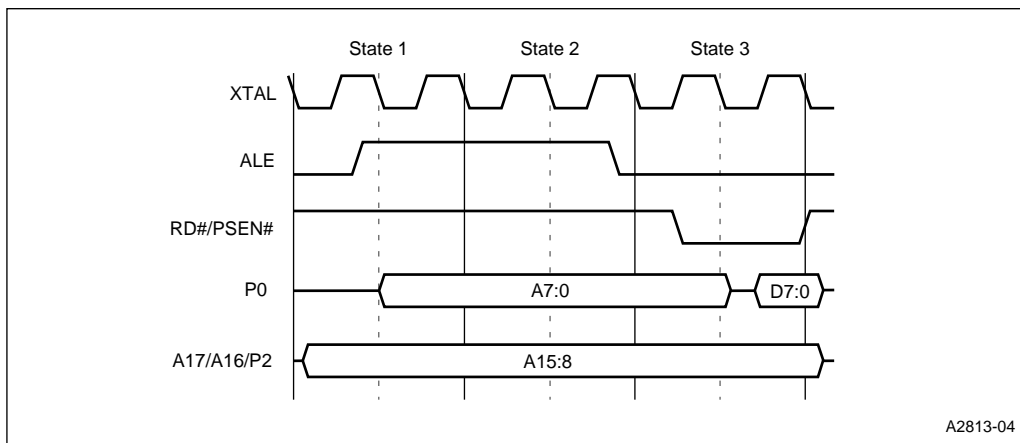 State 1
State 2
State 3
XTAL
ALE
RD#/PSEN#
P0
A7:0
D7:0
A17/A16/P2
A15:8
A2813-04